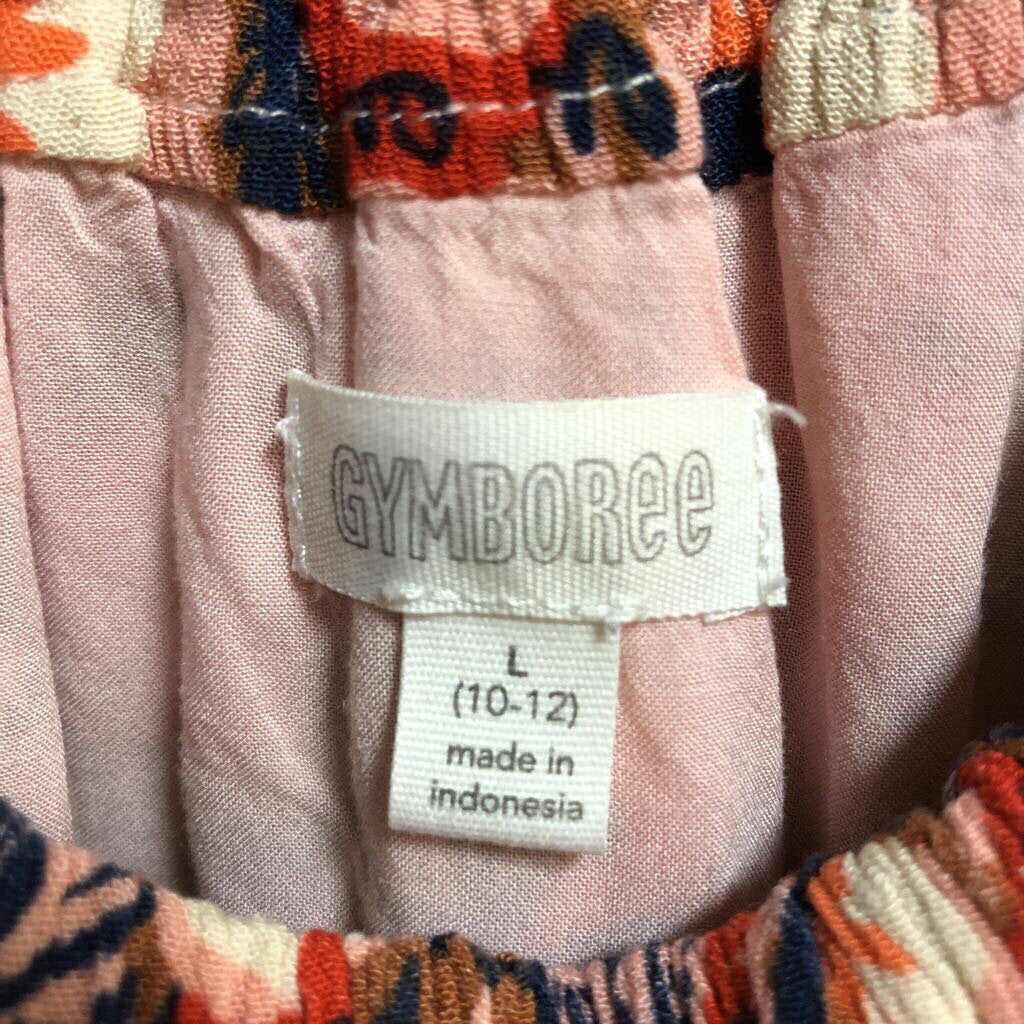 GYMBORee
L
(10-12)
made in
indonesia